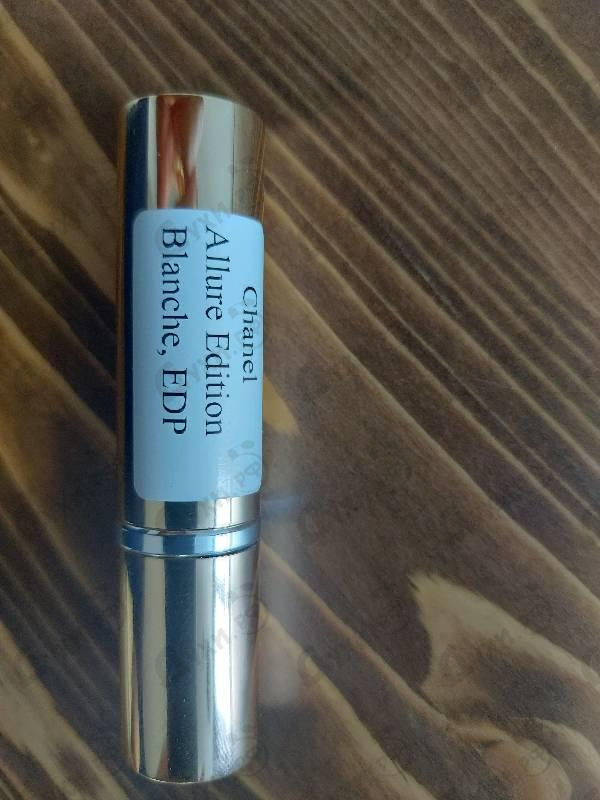 Chanel
Allure Edition
Blanche, EDP